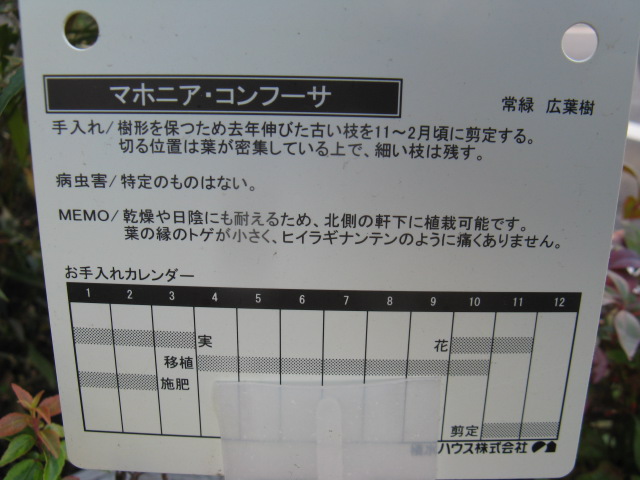 マホニア・コンフーサ
常緑 広葉樹
手入れ/樹形を保つため去年伸びた古い枝を11～2月頃に剪定する。
切る位置は葉が密集している上で、細い枝は残す。
病虫害/特定のものはない。
MEMO/乾燥や日陰にも耐えるため、北側の軒下に植栽可能です。
葉の縁のトゲが小さく、ヒイラギナンテンのように痛くありません。
お手入れカレンダー
1 2 3 4 5 6 7 8 9 10 11 12
実 花
移植
施肥
剪定
積水ハウス株式会社